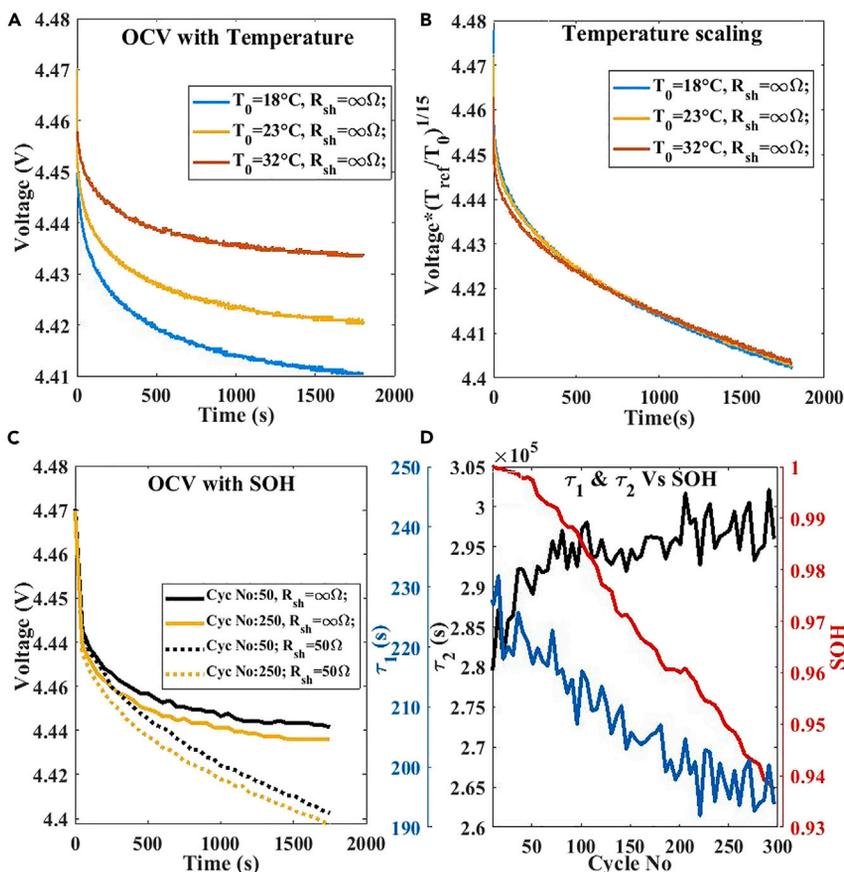 A
OCV with Temperature
4.48
4.47
4.46
4.45
4.44
4.43
4.42
4.41
Voltage (V)
T0=18°C, Rsh=∞Ω;
T0=23°C, Rsh=∞Ω;
T0=32°C, Rsh=∞Ω;
0 500 1000 1500 2000
Time (s)
B
Temperature scaling
4.48
4.47
4.46
4.45
4.44
4.43
4.42
4.41
4.4
Voltage*(Tref/T0)1/15
T0=18°C, Rsh=∞Ω;
T0=23°C, Rsh=∞Ω;
T0=32°C, Rsh=∞Ω;
0 500 1000 1500 2000
Time(s)
C
OCV with SOH
4.48
4.47
4.46
4.45
4.44
4.46
4.44
4.42
4.4
Voltage (V)
Cyc No:50, Rsh=∞Ω;
Cyc No:250, Rsh=∞Ω;
Cyc No:50; Rsh=50Ω
Cyc No:250; Rsh=50Ω
0 500 1000 1500 2000
Time (s)
D
τ1 & τ2 Vs SOH
250
240
230
220
210
200
190
τ1 (s)
×105
3.05
3
2.95
2.9
2.85
2.8
2.75
2.7
2.65
2.6
τ2 (s)
1
0.99
0.98
0.97
0.96
0.95
0.94
0.93
SOH
50 100 150 200 250 300
Cycle No